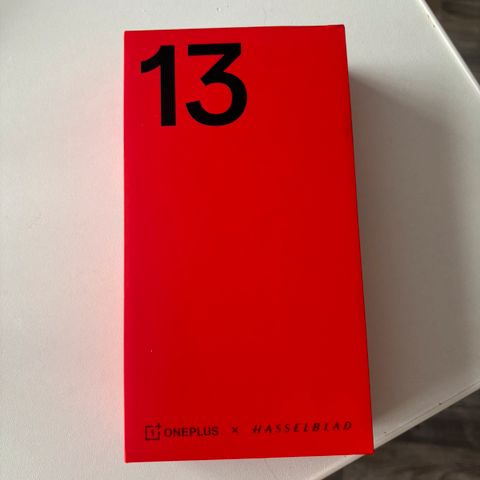 13
ONEPLUS × HASSELBLAD